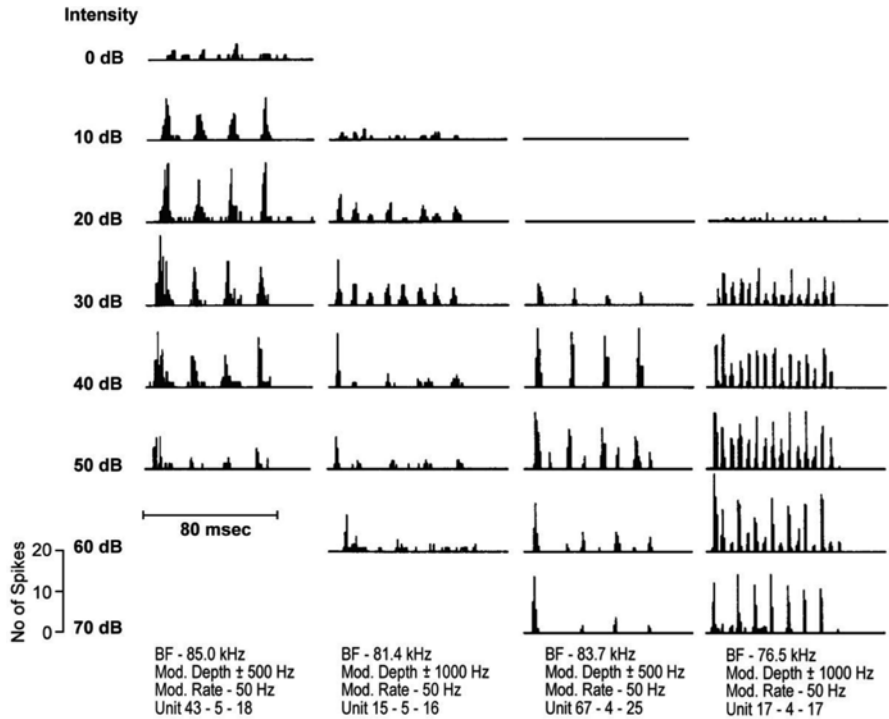 Intensity
0 dB
10 dB
20 dB
30 dB
40 dB
50 dB
80 msec
60 dB
70 dB
No of Spikes
20
10
0
BF - 85.0 kHz
Mod. Depth ± 500 Hz
Mod. Rate - 50 Hz
Unit 43 - 5 - 18
BF - 81.4 kHz
Mod. Depth ± 1000 Hz
Mod. Rate - 50 Hz
Unit 15 - 5 - 16
BF - 83.7 kHz
Mod. Depth ± 500 Hz
Mod. Rate - 50 Hz
Unit 67 - 4 - 25
BF - 76.5 kHz
Mod. Depth ± 1000 Hz
Mod. Rate - 50 Hz
Unit 17 - 4 - 17